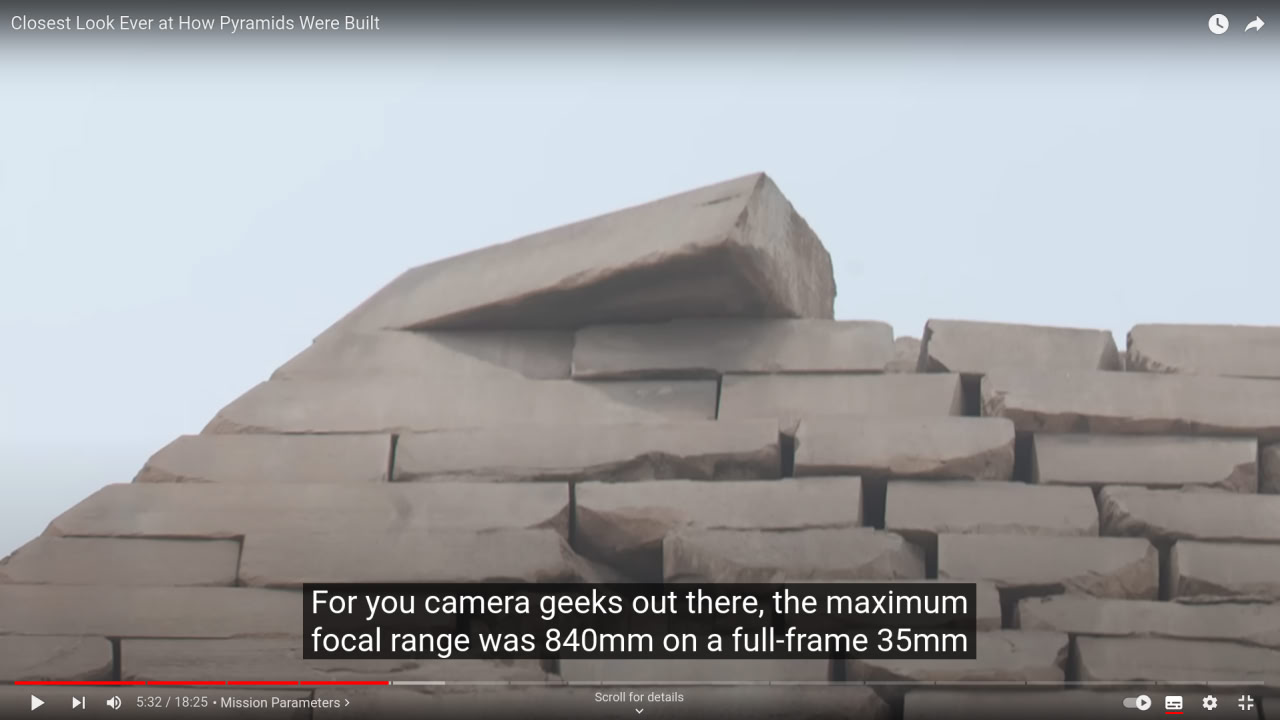 Closest Look Ever at How Pyramids Were Built
For you camera geeks out there, the maximum
focal range was 840mm on a full-frame 35mm
5:32 / 18:25 • Mission Parameters
Scroll for details